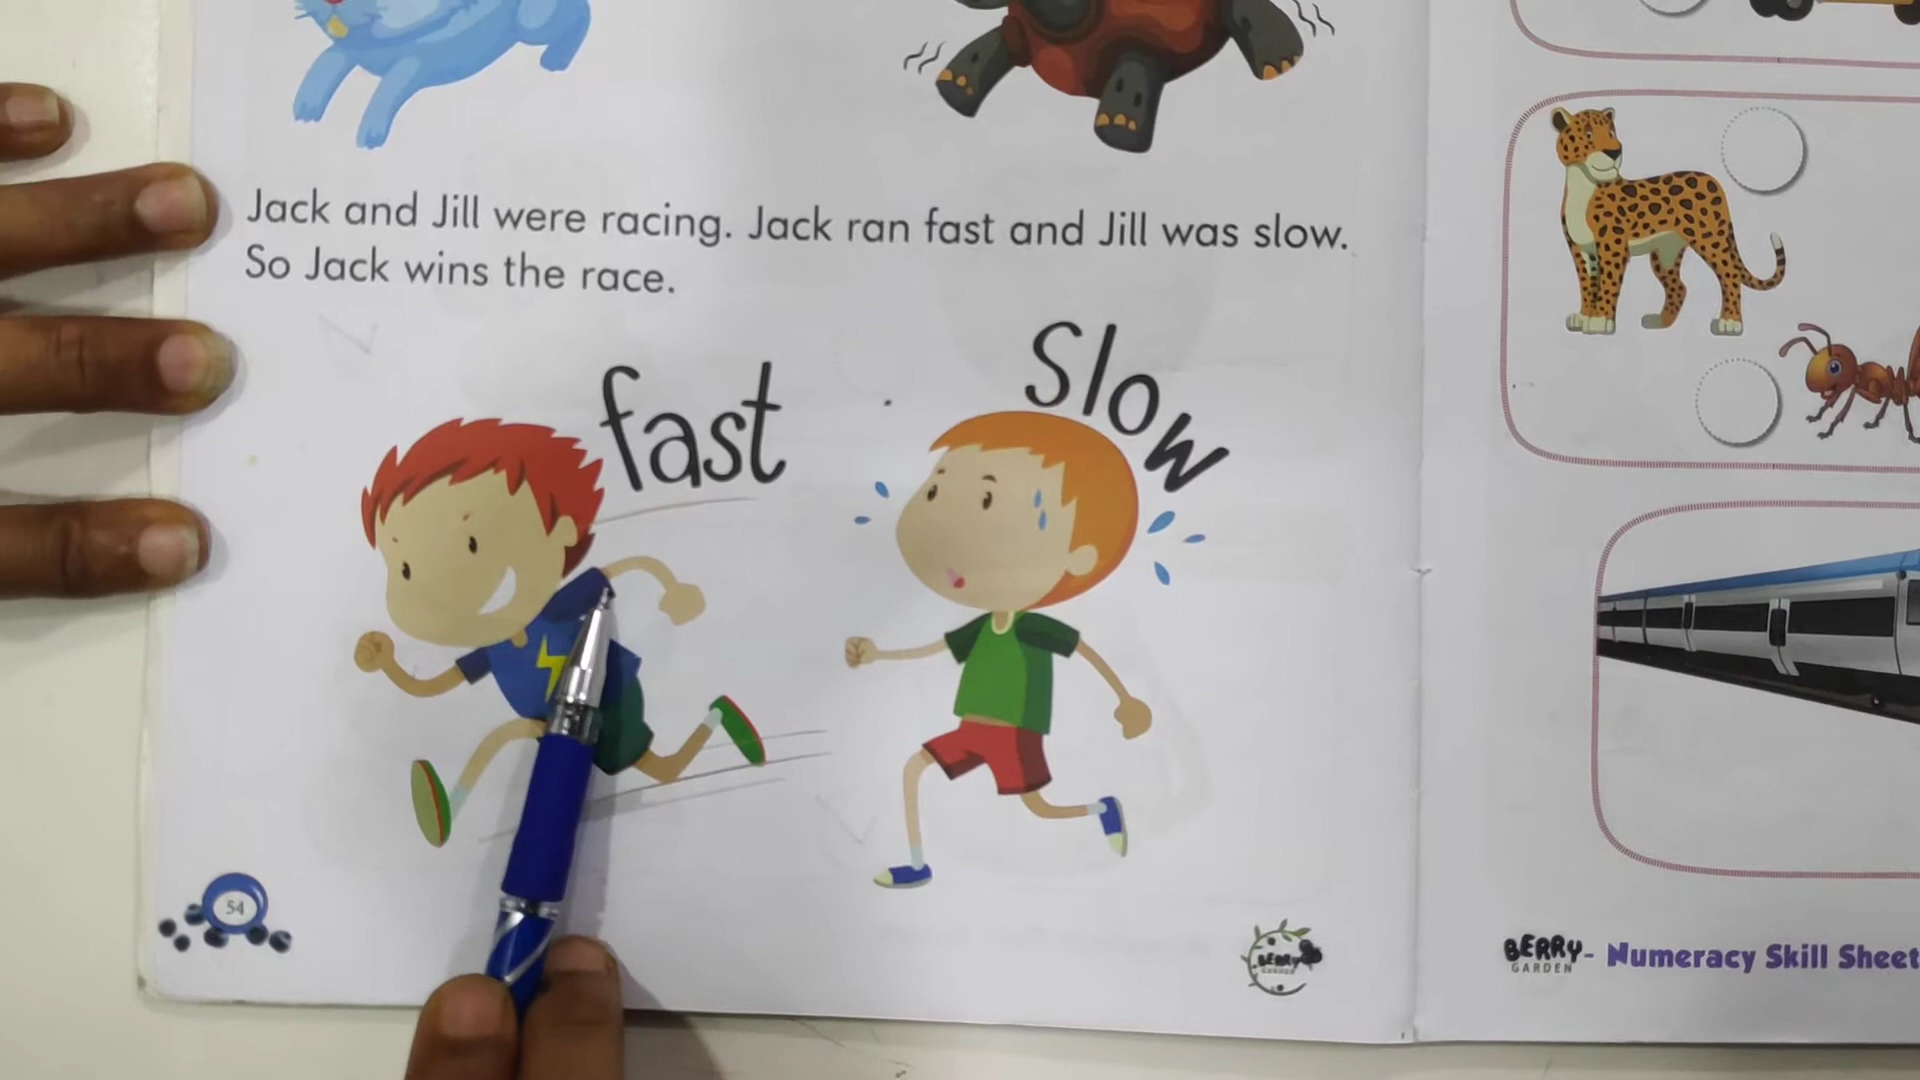 Jack and Jill were racing. Jack ran fast and Jill was slow.
So Jack wins the race.
fast
Slow
54
BERRY
GARDEN
BERRY- Numeracy Skill Sheet
GARDEN